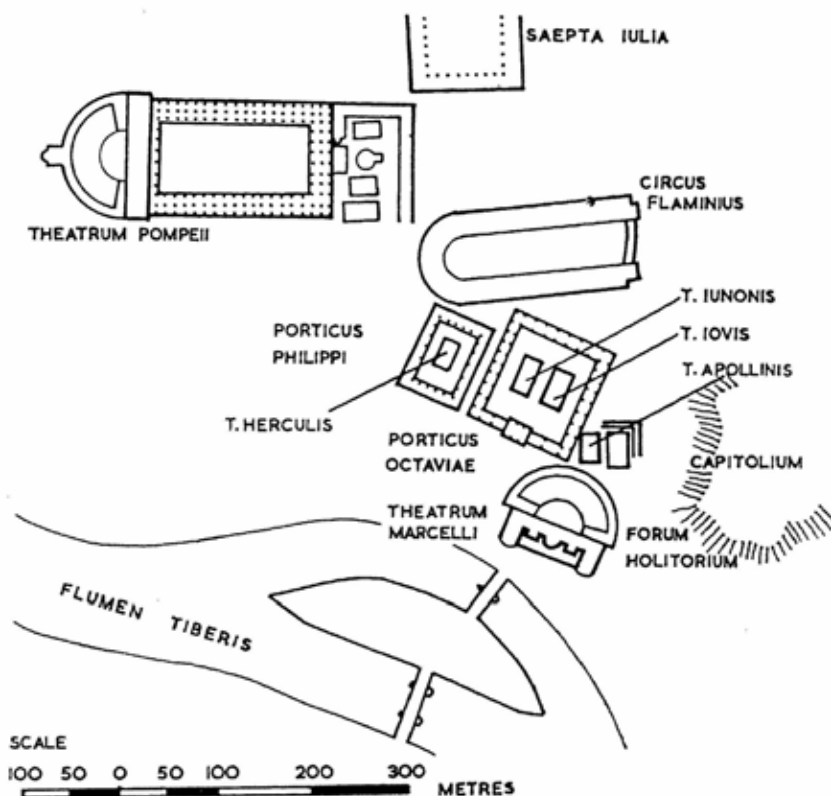 SAEPTA IULIA
THEATRUM POMPEII
CIRCUS
FLAMINIUS
T. IUNONIS
T. IOVIS
T. APOLLINIS
PORTICUS
PHILIPPI
T. HERCULIS
PORTICUS
OCTAVIAE
CAPITOLIUM
THEATRUM
MARCELLI
FORUM
HOLITORIUM
FLUMEN TIBERIS
SCALE
100 50 0 50 100 200 300
METRES